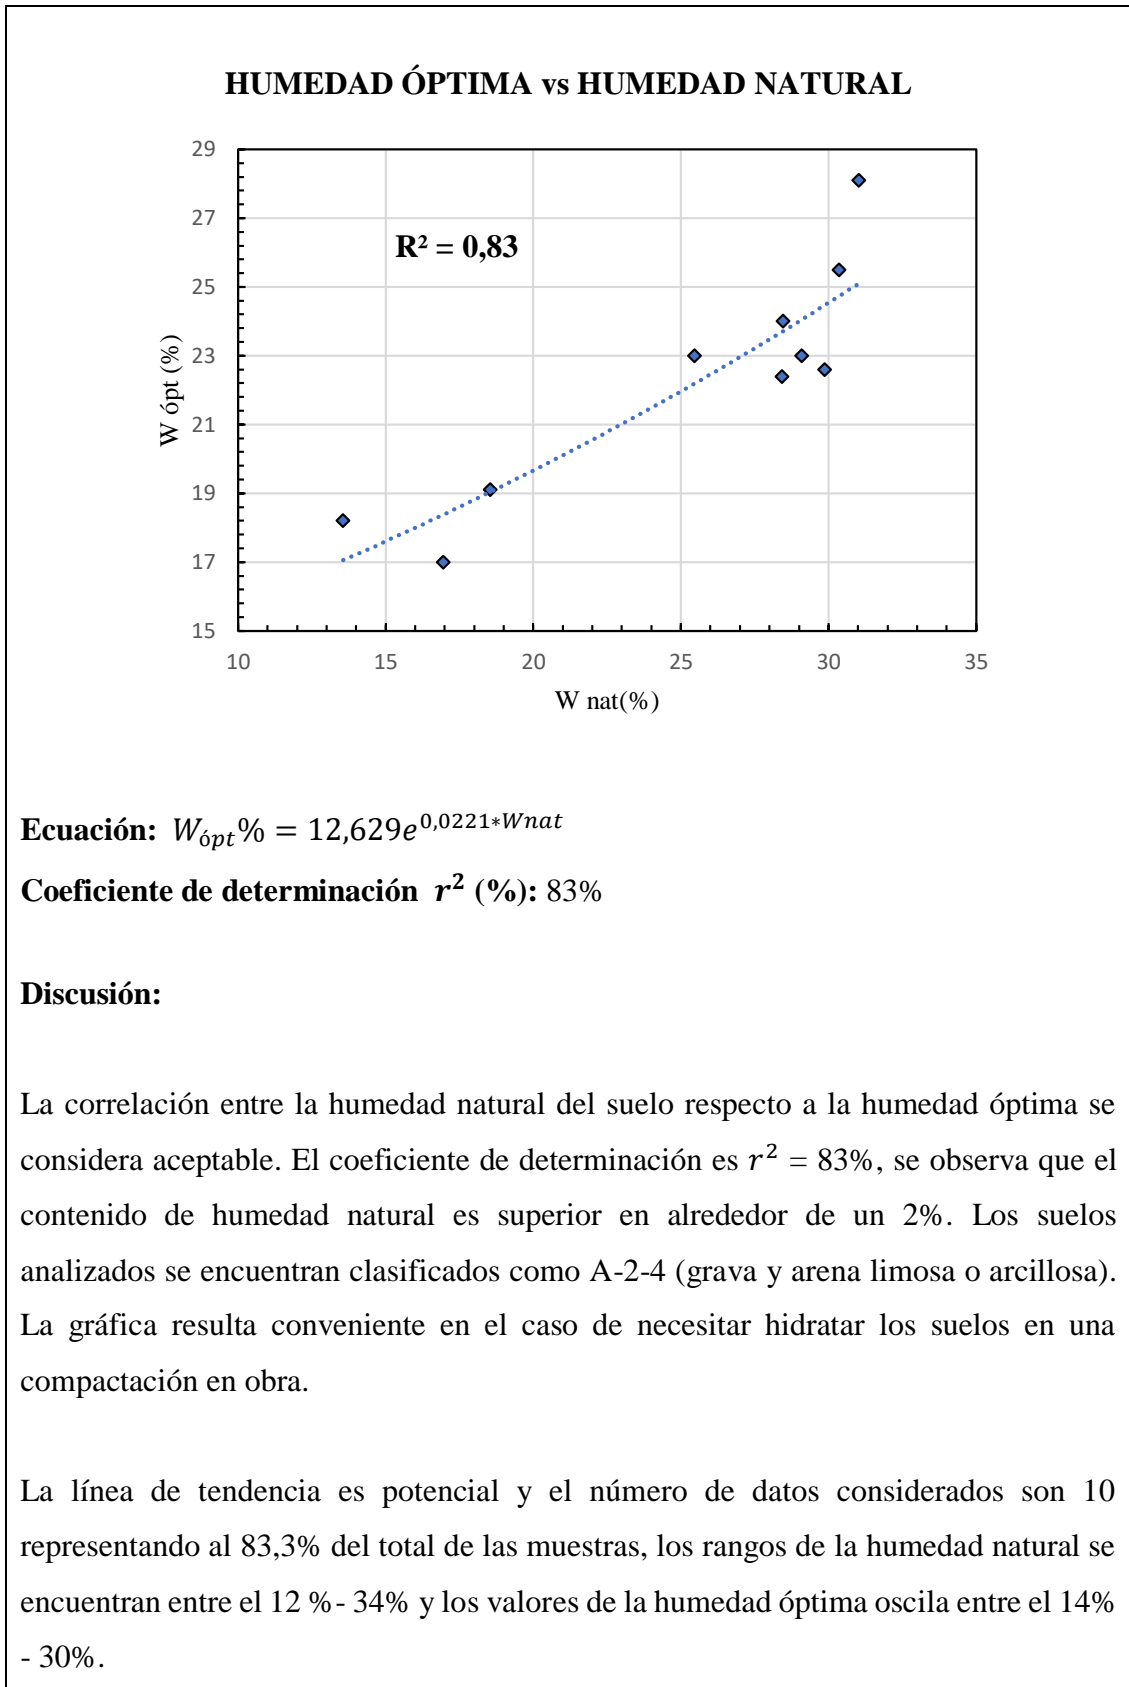 HUMEDAD ÓPTIMA vs HUMEDAD NATURAL
29
27
25
23
21
19
17
15
R² = 0,83
W ópt (%)
10 15 20 25 30 35
W nat(%)
Ecuación: W_ópt% = 12,629e^0,0221*Wnat
Coeficiente de determinación r² (%): 83%
Discusión:
La correlación entre la humedad natural del suelo respecto a la humedad óptima se
considera aceptable. El coeficiente de determinación es r² = 83%, se observa que el
contenido de humedad natural es superior en alrededor de un 2%. Los suelos
analizados se encuentran clasificados como A-2-4 (grava y arena limosa o arcillosa).
La gráfica resulta conveniente en el caso de necesitar hidratar los suelos en una
compactación en obra.
La línea de tendencia es potencial y el número de datos considerados son 10
representando al 83,3% del total de las muestras, los rangos de la humedad natural se
encuentran entre el 12 %- 34% y los valores de la humedad óptima oscila entre el 14%
- 30%.